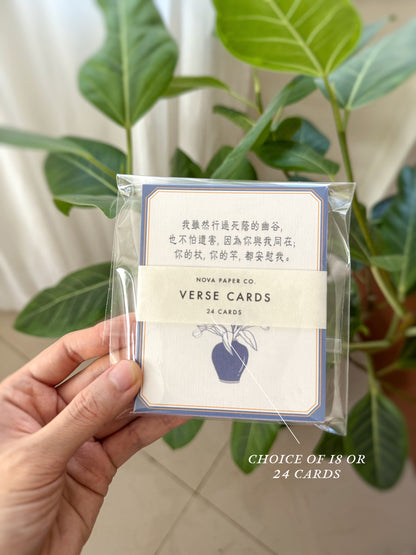 我雖然行過死蔭的幽谷,
也不怕遭害, 因為你與我同在;
你的杖, 你的竿, 都安慰我。
NOVA PAPER CO.
VERSE CARDS
24 CARDS
CHOICE OF 18 OR
24 CARDS